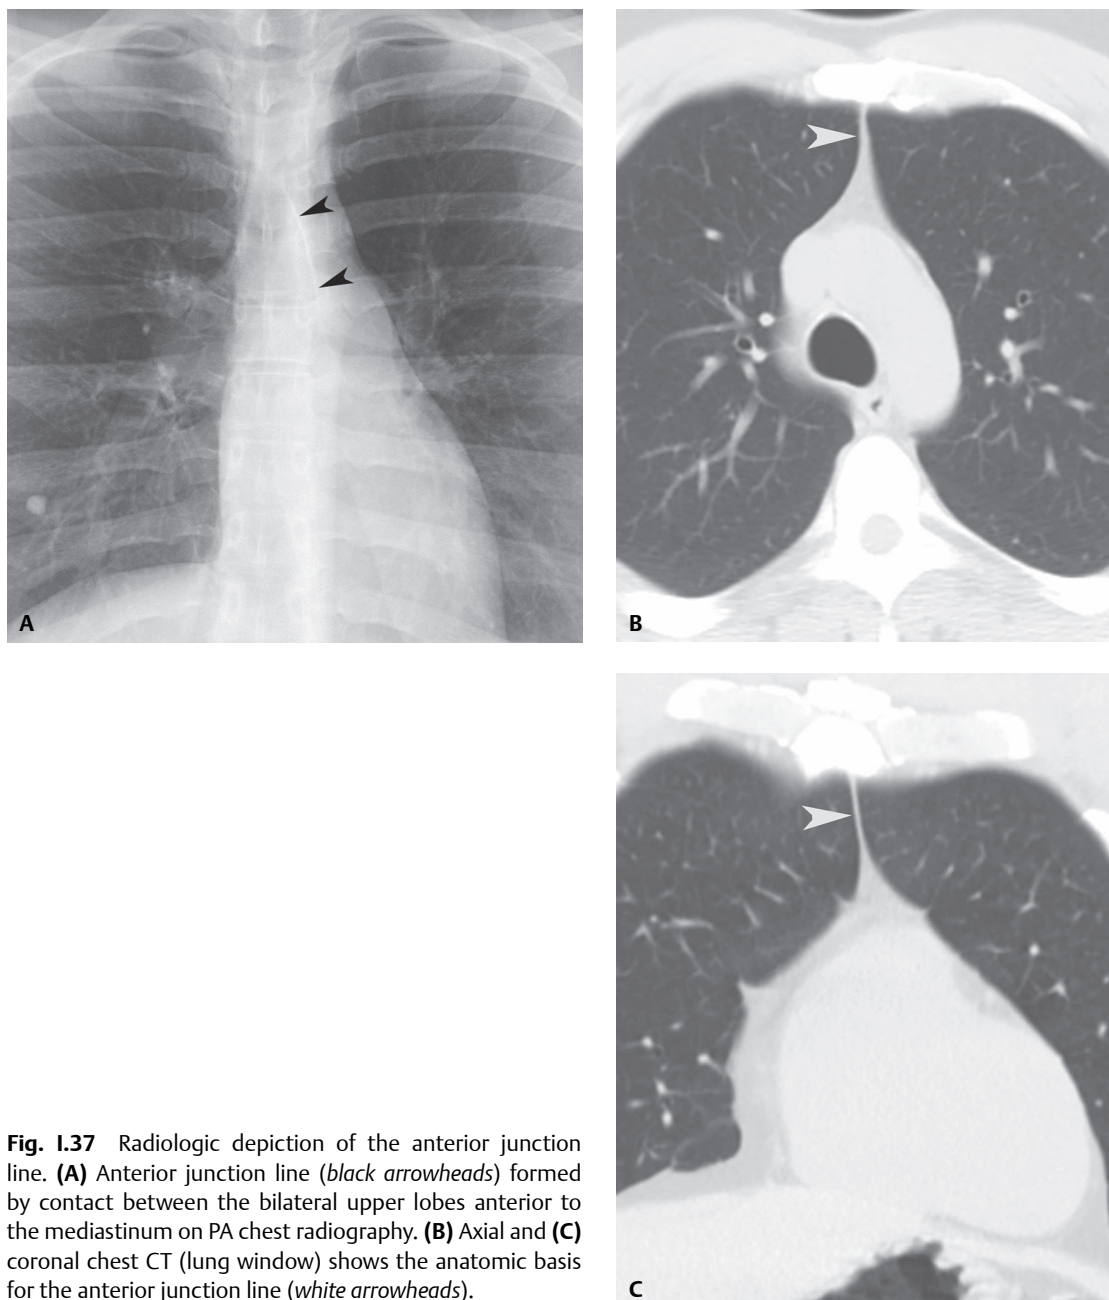 A
B
C
Fig. I.37 Radiologic depiction of the anterior junction
line. (A) Anterior junction line (black arrowheads) formed
by contact between the bilateral upper lobes anterior to
the mediastinum on PA chest radiography. (B) Axial and (C)
coronal chest CT (lung window) shows the anatomic basis
for the anterior junction line (white arrowheads).